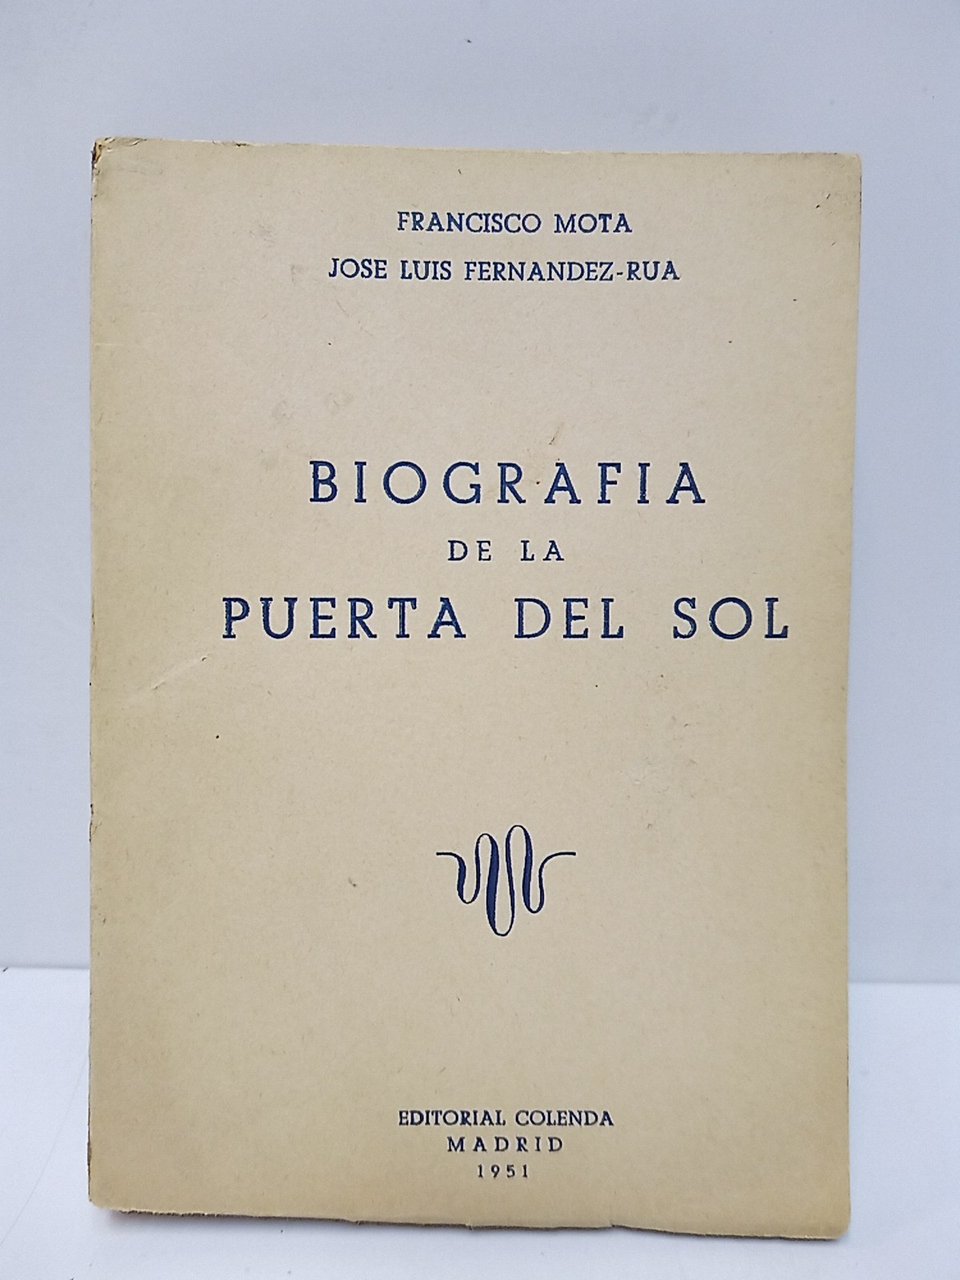 FRANCISCO MOTA
JOSE LUIS FERNANDEZ-RUA
BIOGRAFIA
DE LA
PUERTA DEL SOL
EDITORIAL COLENDA
MADRID
1951